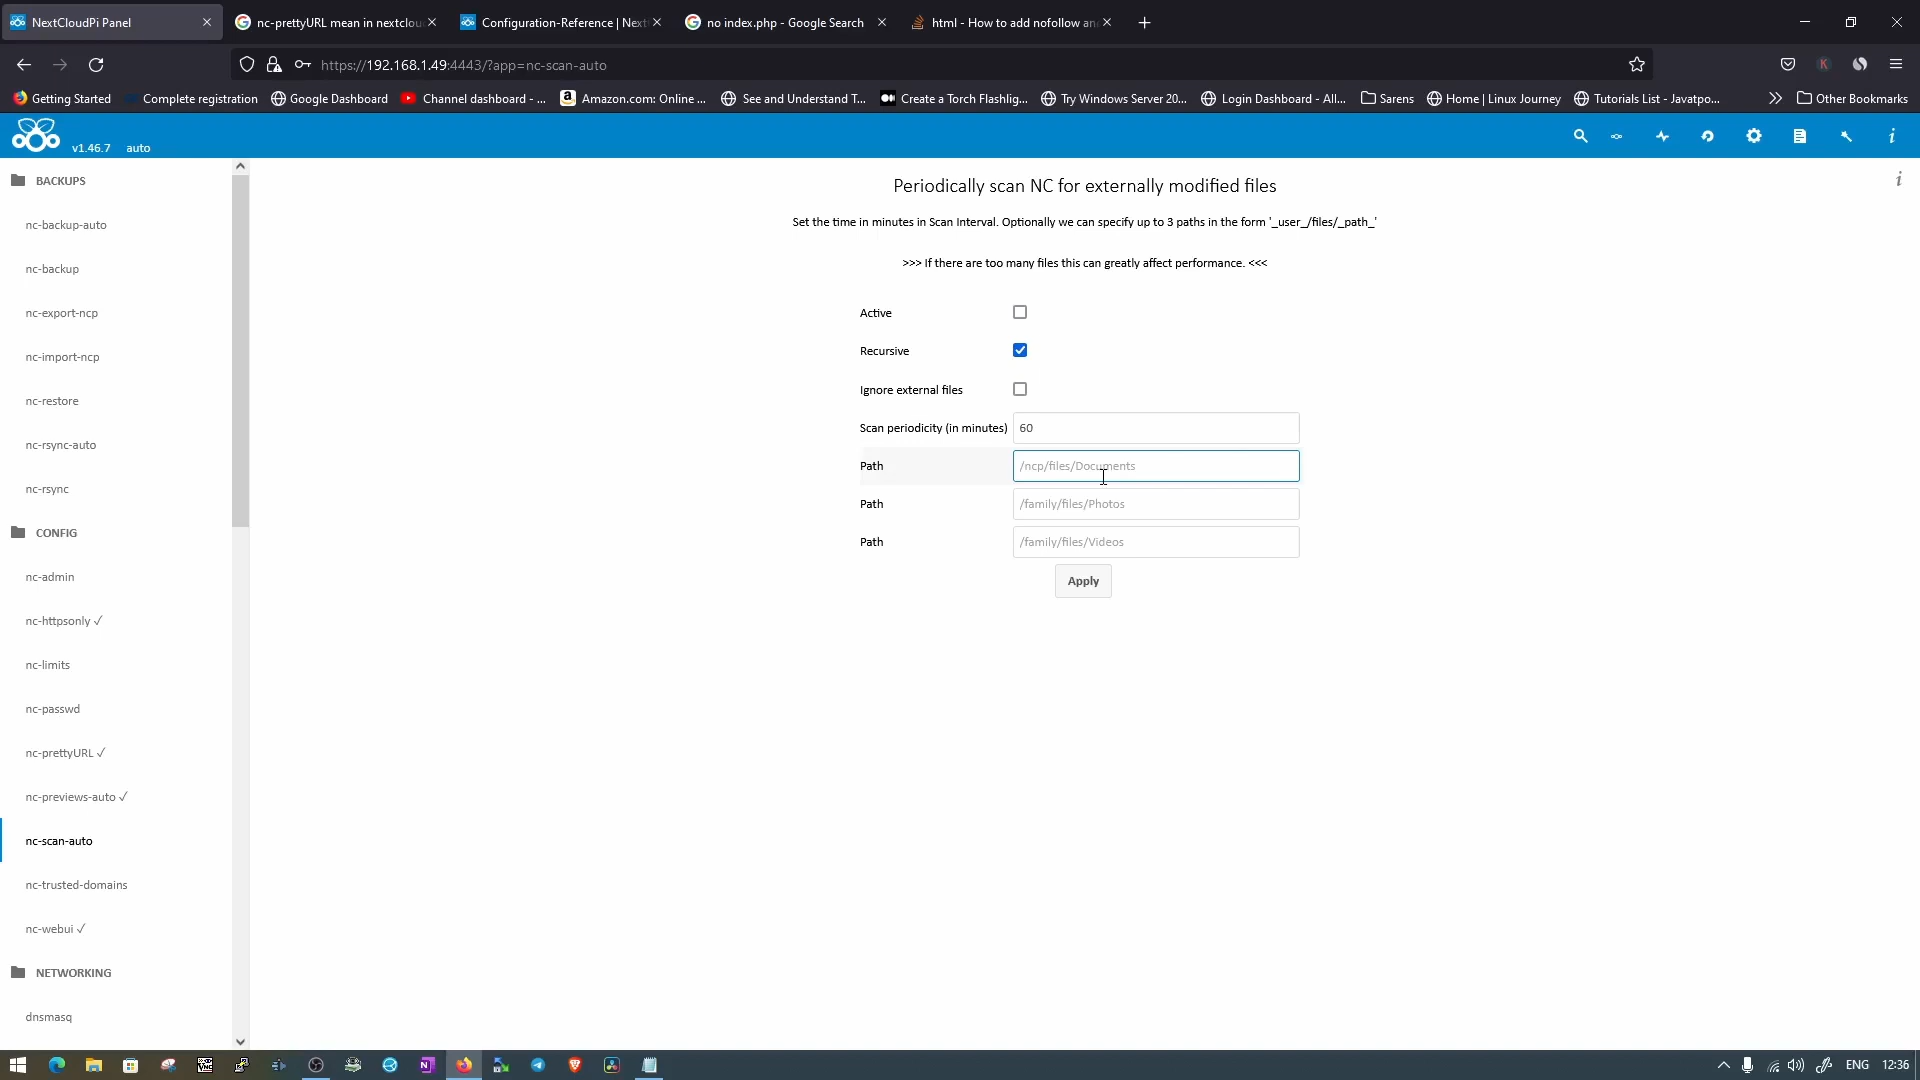 NextCloudPi Panel
nc-prettyURL mean in nextclou
Configuration-Reference | Next
no index.php - Google Search
html - How to add nofollow an
https://192.168.1.49:4443/?app=nc-scan-auto
K
Getting Started
Complete registration
Google Dashboard
Channel dashboard - ...
Amazon.com: Online ...
See and Understand T...
Create a Torch Flashlig...
Try Windows Server 20...
Login Dashboard - All...
Sarens
Home | Linux Journey
Tutorials List - Javatpo...
Other Bookmarks
v1.46.7
auto
BACKUPS
nc-backup-auto
nc-backup
nc-export-ncp
nc-import-ncp
nc-restore
nc-rsync-auto
nc-rsync
CONFIG
nc-admin
nc-httpsonly ✓
nc-limits
nc-passwd
nc-prettyURL ✓
nc-previews-auto ✓
nc-scan-auto
nc-trusted-domains
nc-webui ✓
NETWORKING
dnsmasq
Periodically scan NC for externally modified files
Set the time in minutes in Scan Interval. Optionally we can specify up to 3 paths in the form '_user_/files/_path_'
>>> If there are too many files this can greatly affect performance. <<<
Active
Recursive
Ignore external files
Scan periodicity (in minutes) 60
Path /ncp/files/Documents
Path /family/files/Photos
Path /family/files/Videos
Apply
ENG
12:36